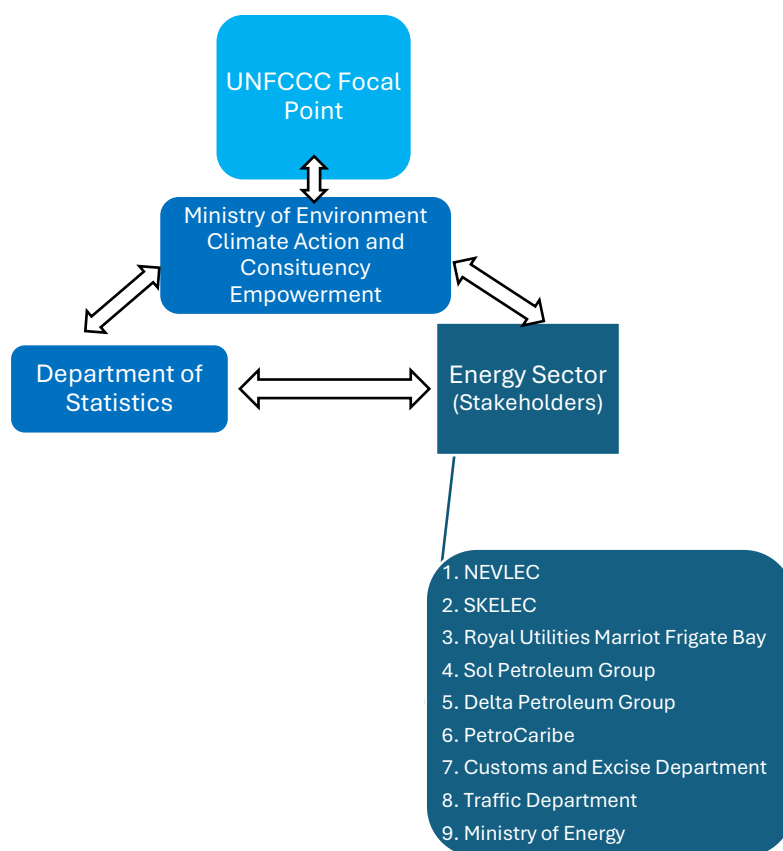 UNFCCC Focal
Point
Ministry of Environment
Climate Action and
Consituency
Empowerment
Department of
Statistics
Energy Sector
(Stakeholders)
1. NEVLEC
2. SKELEC
3. Royal Utilities Marriot Frigate Bay
4. Sol Petroleum Group
5. Delta Petroleum Group
6. PetroCaribe
7. Customs and Excise Department
8. Traffic Department
9. Ministry of Energy